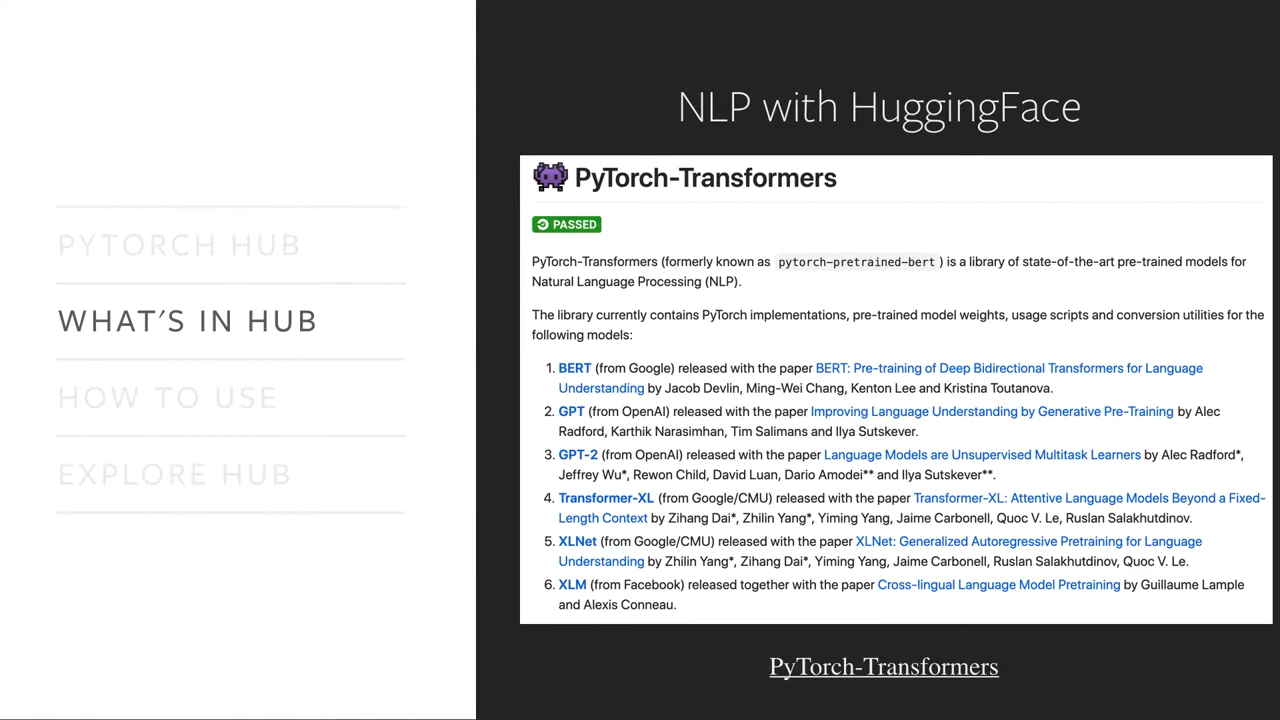 PYTORCH HUB
WHAT'S IN HUB
HOW TO USE
EXPLORE HUB
NLP with HuggingFace
PyTorch-Transformers
PASSED
PyTorch-Transformers (formerly known as pytorch-pretrained-bert ) is a library of state-of-the-art pre-trained models for
Natural Language Processing (NLP).
The library currently contains PyTorch implementations, pre-trained model weights, usage scripts and conversion utilities for the
following models:
1. BERT (from Google) released with the paper BERT: Pre-training of Deep Bidirectional Transformers for Language
Understanding by Jacob Devlin, Ming-Wei Chang, Kenton Lee and Kristina Toutanova.
2. GPT (from OpenAI) released with the paper Improving Language Understanding by Generative Pre-Training by Alec
Radford, Karthik Narasimhan, Tim Salimans and Ilya Sutskever.
3. GPT-2 (from OpenAI) released with the paper Language Models are Unsupervised Multitask Learners by Alec Radford*,
Jeffrey Wu*, Rewon Child, David Luan, Dario Amodei** and Ilya Sutskever**.
4. Transformer-XL (from Google/CMU) released with the paper Transformer-XL: Attentive Language Models Beyond a Fixed-
Length Context by Zihang Dai*, Zhilin Yang*, Yiming Yang, Jaime Carbonell, Quoc V. Le, Ruslan Salakhutdinov.
5. XLNet (from Google/CMU) released with the paper XLNet: Generalized Autoregressive Pretraining for Language
Understanding by Zhilin Yang*, Zihang Dai*, Yiming Yang, Jaime Carbonell, Ruslan Salakhutdinov, Quoc V. Le.
6. XLM (from Facebook) released together with the paper Cross-lingual Language Model Pretraining by Guillaume Lample
and Alexis Conneau.
PyTorch-Transformers